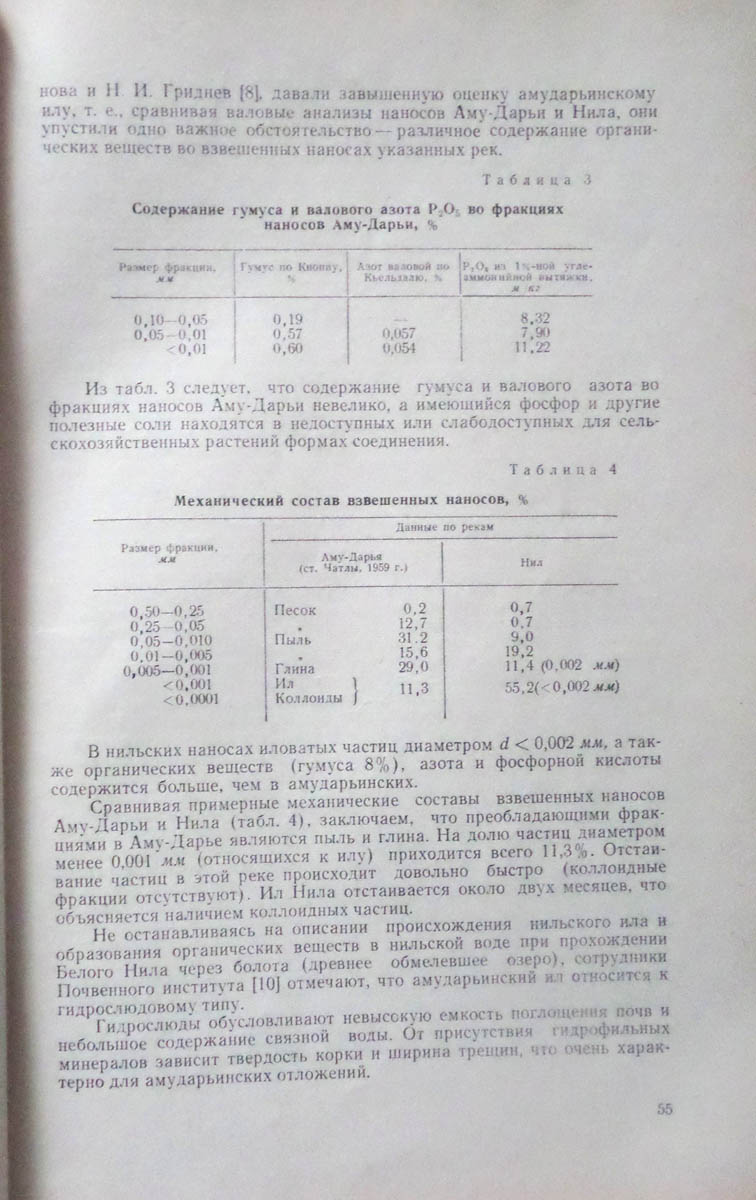 нова и Н. И. Гриднев [8], давали завышенную оценку амударьинскому
илу, т. е., сравнивая валовые анализы наносов Аму-Дарьи и Нила, они
упустили одно важное обстоятельство — различное содержание органи-
ческих веществ во взвешенных наносах указанных рек.
Таблица 3
Содержание гумуса и валового азота P₂O₅ во фракциях
наносов Аму-Дарьи, %
Размер фракции, мм | Гумус по Кноппу, % | Азот валовой по Кьельдалю, % | P₂O₅ из 1%-ной угле-аммонийной вытяжки, м кг
0,10—0,05 0,19 — 8,32
0,05—0,01 0,57 0,057 7,90
<0,01 0,60 0,054 11,22
Из табл. 3 следует, что содержание гумуса и валового азота во
фракциях наносов Аму-Дарьи невелико, а имеющийся фосфор и другие
полезные соли находятся в недоступных или слабодоступных для сель-
скохозяйственных растений формах соединения.
Таблица 4
Механический состав взвешенных наносов, %
Размер фракции, мм
Данные по рекам
Аму-Дарья
(ст. Чатлы, 1959 г.)
Нил
0,50—0,25 Песок 0,2 0,7
0,25—0,05 „ 12,7 0,7
0,05—0,010 Пыль 31.2 9,0
0,01—0,005 „ 15,6 19,2
0,005—0,001 Глина 29,0 11,4 (0,002 мм)
<0,001 Ил } 11,3 55,2(<0,002 мм)
<0,0001 Коллоиды
В нильских наносах иловатых частиц диаметром d < 0,002 мм, а так-
же органических веществ (гумуса 8%), азота и фосфорной кислоты
содержится больше, чем в амударьинских.
Сравнивая примерные механические составы взвешенных наносов
Аму-Дарьи и Нила (табл. 4), заключаем, что преобладающими фрак-
циями в Аму-Дарье являются пыль и глина. На долю частиц диаметром
менее 0,001 мм (относящихся к илу) приходится всего 11,3%. Отстаи-
вание частиц в этой реке происходит довольно быстро (коллоидные
фракции отсутствуют). Ил Нила отстаивается около двух месяцев, что
объясняется наличием коллоидных частиц.
Не останавливаясь на описании происхождения нильского ила и
образования органических веществ в нильской воде при прохождении
Белого Нила через болота (древнее обмелевшее озеро), сотрудники
Почвенного института [10] отмечают, что амударьинский ил относится к
гидрослюдовому типу.
Гидрослюды обусловливают невысокую емкость поглощения почв и
небольшое содержание связной воды. От присутствия гидрофильных
минералов зависит твердость корки и ширина трещин, что очень харак-
терно для амударьинских отложений.
55